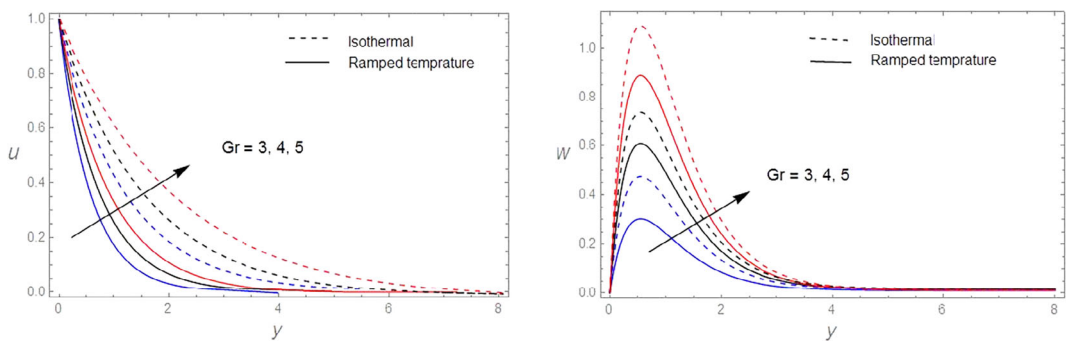 1.0
0.8
0.6
0.4
0.2
0.0
u
0 2 4 6 8
y
Isothermal
Ramped temprature
Gr = 3, 4, 5
1.0
0.8
0.6
0.4
0.2
0.0
w
0 2 4 6 8
y
Isothermal
Ramped temprature
Gr = 3, 4, 5